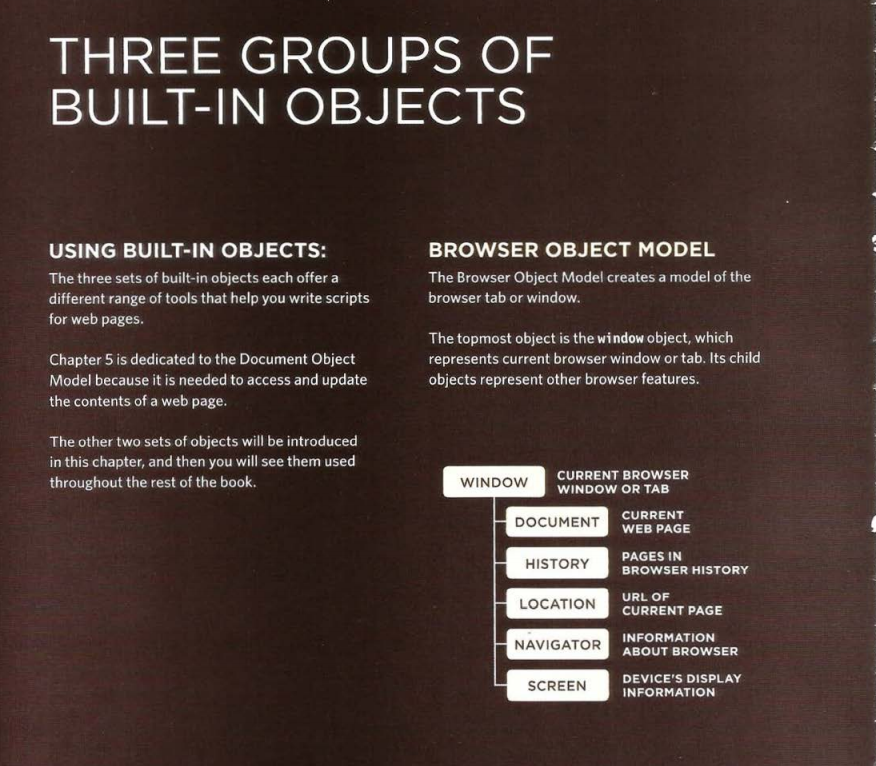 THREE GROUPS OF
BUILT-IN OBJECTS
USING BUILT-IN OBJECTS:
The three sets of built-in objects each offer a
different range of tools that help you write scripts
for web pages.
Chapter 5 is dedicated to the Document Object
Model because it is needed to access and update
the contents of a web page.
The other two sets of objects will be introduced
in this chapter, and then you will see them used
throughout the rest of the book.
BROWSER OBJECT MODEL
The Browser Object Model creates a model of the
browser tab or window.
The topmost object is the window object, which
represents current browser window or tab. Its child
objects represent other browser features.
WINDOW
CURRENT BROWSER
WINDOW OR TAB
DOCUMENT
CURRENT
WEB PAGE
HISTORY
PAGES IN
BROWSER HISTORY
LOCATION
URL OF
CURRENT PAGE
NAVIGATOR
INFORMATION
ABOUT BROWSER
SCREEN
DEVICE'S DISPLAY
INFORMATION